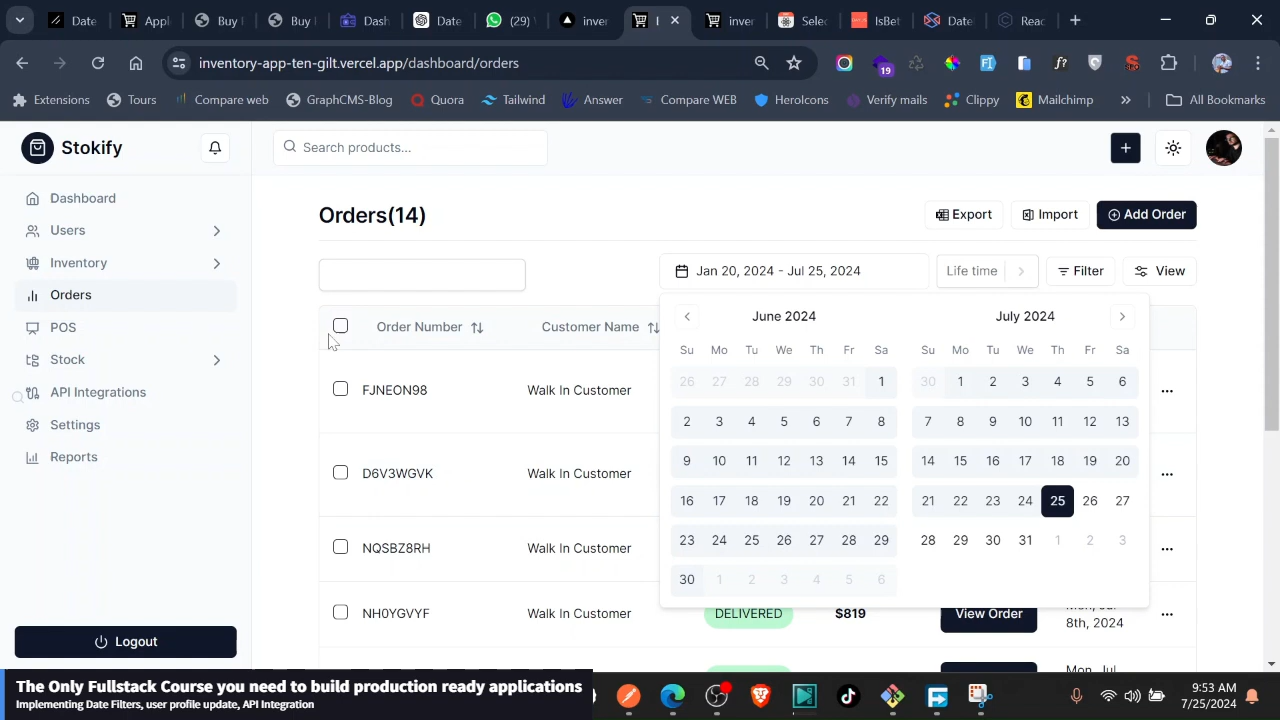 Date
Appl
Buy I
Buy I
Dash
Date
(29)
inver
I
inver
Selec
IsBet
Date
Reac
inventory-app-ten-gilt.vercel.app/dashboard/orders
19
Extensions
Tours
Compare web
GraphCMS-Blog
Quora
Tailwind
Answer
Compare WEB
HeroIcons
Verify mails
Clippy
Mailchimp
All Bookmarks
Stokify
Search products...
Dashboard
Users
Inventory
Orders
POS
Stock
API Integrations
Settings
Reports
Logout
Orders(14)
Export
Import
Add Order
Jan 20, 2024 - Jul 25, 2024
Life time
Filter
View
Order Number
Customer Name
June 2024
July 2024
Su Mo Tu We Th Fr Sa
26 27 28 29 30 31 1
2 3 4 5 6 7 8
9 10 11 12 13 14 15
16 17 18 19 20 21 22
23 24 25 26 27 28 29
30 1 2 3 4 5 6
Su Mo Tu We Th Fr Sa
30 1 2 3 4 5 6
7 8 9 10 11 12 13
14 15 16 17 18 19 20
21 22 23 24 25 26 27
28 29 30 31 1 2 3
FJNEON98 Walk In Customer
D6V3WGVK Walk In Customer
NQSBZ8RH Walk In Customer
NH0YGVYF Walk In Customer DELIVERED $819 View Order
8th, 2024
The Only Fullstack Course you need to build production ready applications
Implementing Date Filters, user profile update, API Integration
9:53 AM
7/25/2024